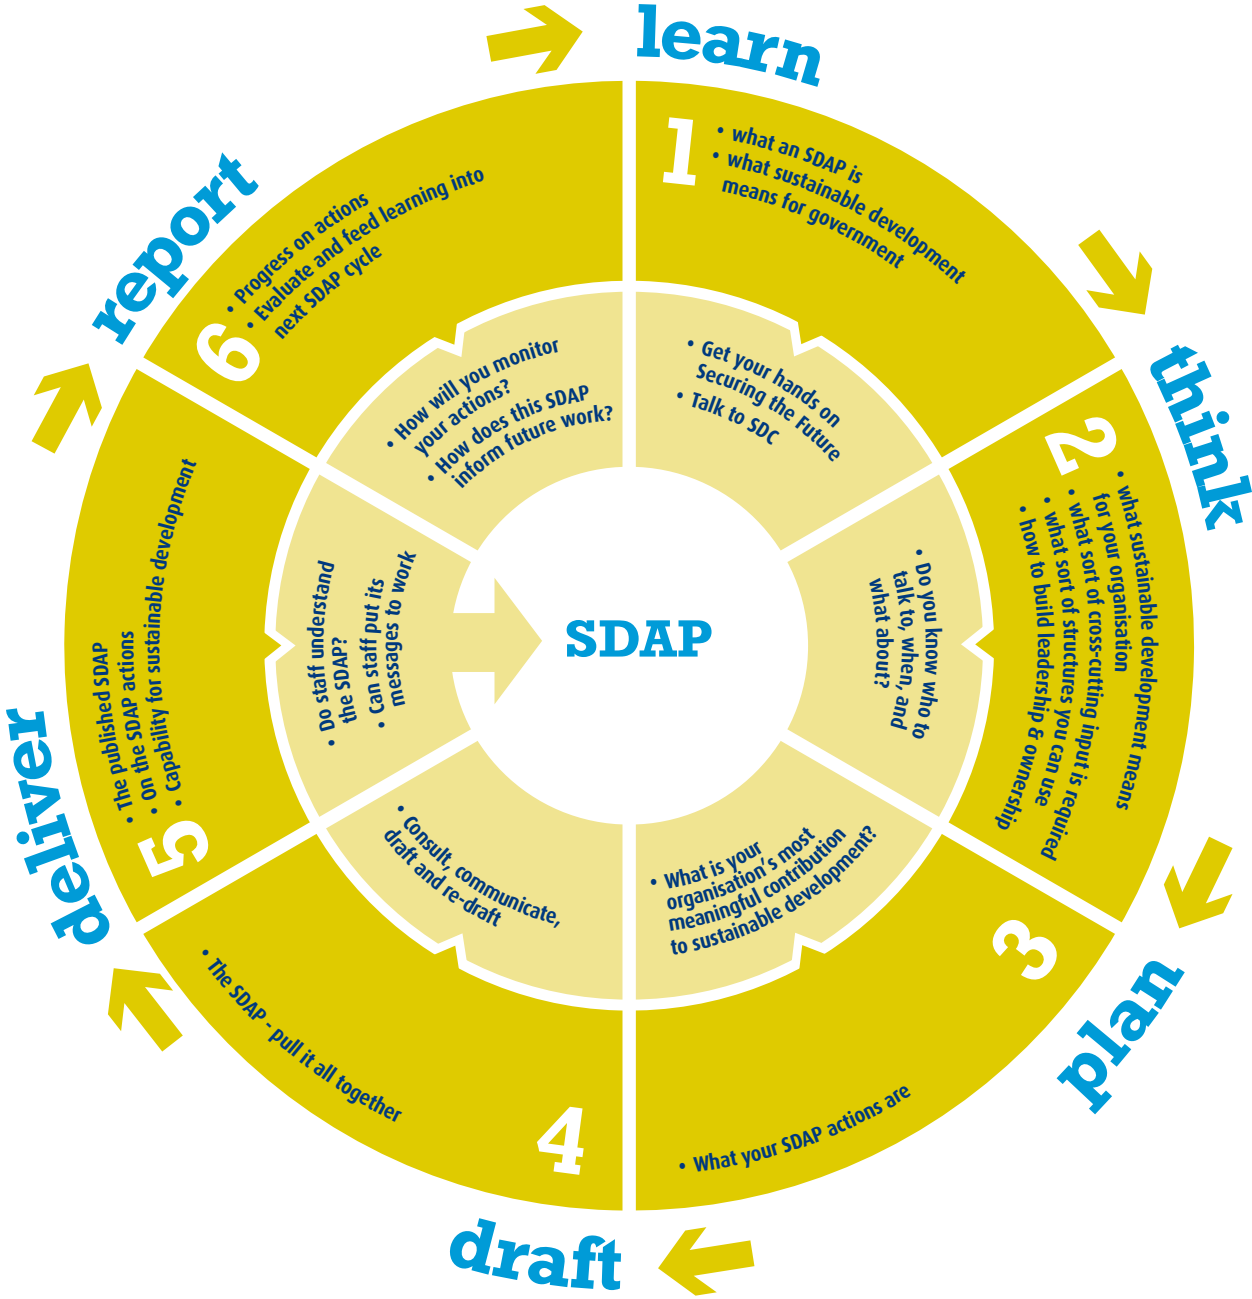 learn
1
• what an SDAP is
• what sustainable development
means for government
• Get your hands on
Securing the Future
• Talk to SDC
think
2
• what sustainable development means
for your organisation
• what sort of cross-cutting input is required
• what sort of structures you can use
• how to build leadership & ownership
• Do you know who to
talk to, when, and
what about?
plan
3
• What your SDAP actions are
• What is your
organisation's most
meaningful contribution
to sustainable development?
draft
4
• The SDAP - pull it all together
• Consult, communicate,
draft and re-draft
deliver
5
• The published SDAP
• On the SDAP actions
• Capability for sustainable development
• Do staff understand
the SDAP?
• Can staff put its
messages to work
report
6
• Progress on actions
• Evaluate and feed learning into
next SDAP cycle
• How will you monitor
your actions?
• How does this SDAP
inform future work?
SDAP